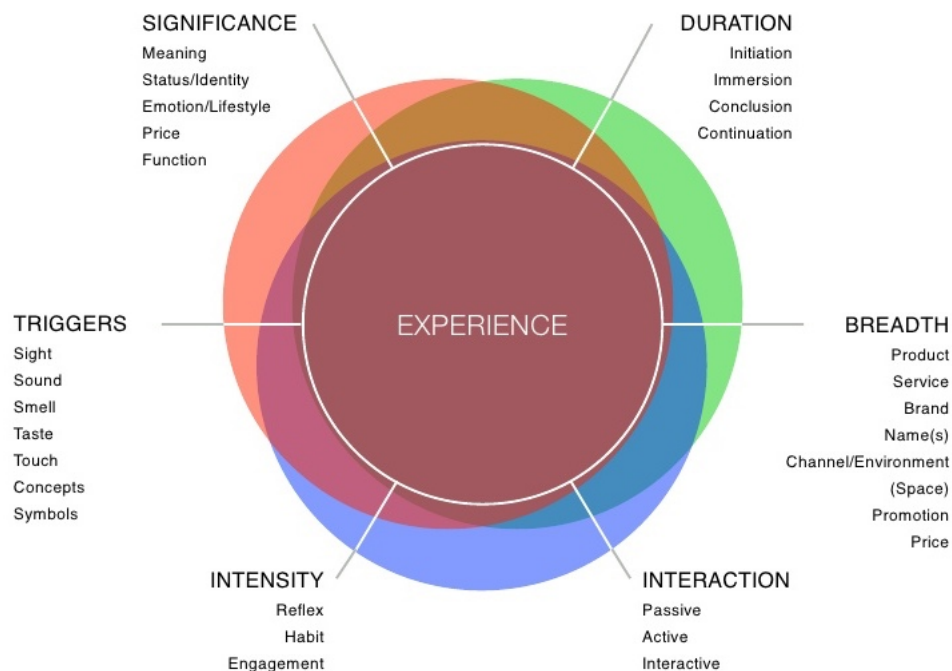 SIGNIFICANCE
Meaning
Status/Identity
Emotion/Lifestyle
Price
Function
DURATION
Initiation
Immersion
Conclusion
Continuation
TRIGGERS
Sight
Sound
Smell
Taste
Touch
Concepts
Symbols
EXPERIENCE
BREADTH
Product
Service
Brand
Name(s)
Channel/Environment
(Space)
Promotion
Price
INTENSITY
Reflex
Habit
Engagement
INTERACTION
Passive
Active
Interactive